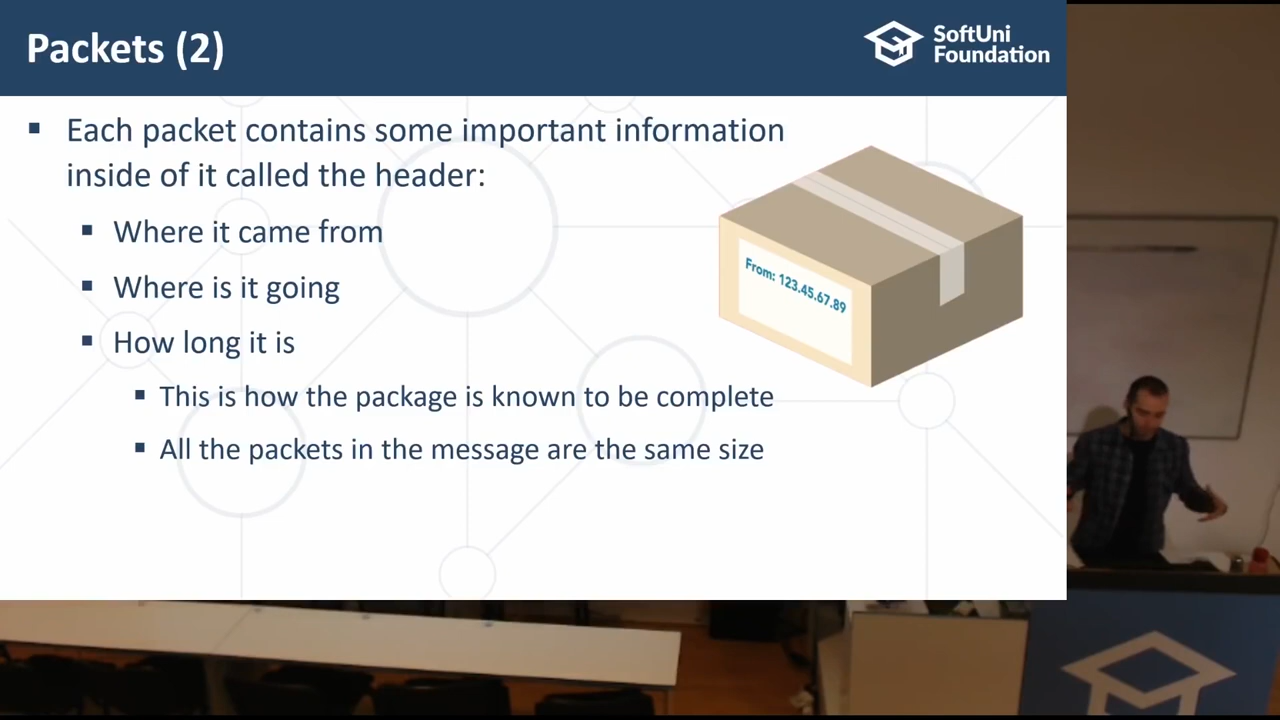 Packets (2)
SoftUni
Foundation
Each packet contains some important information
inside of it called the header:
Where it came from
Where is it going
How long it is
This is how the package is known to be complete
All the packets in the message are the same size
From: 123.45.67.89